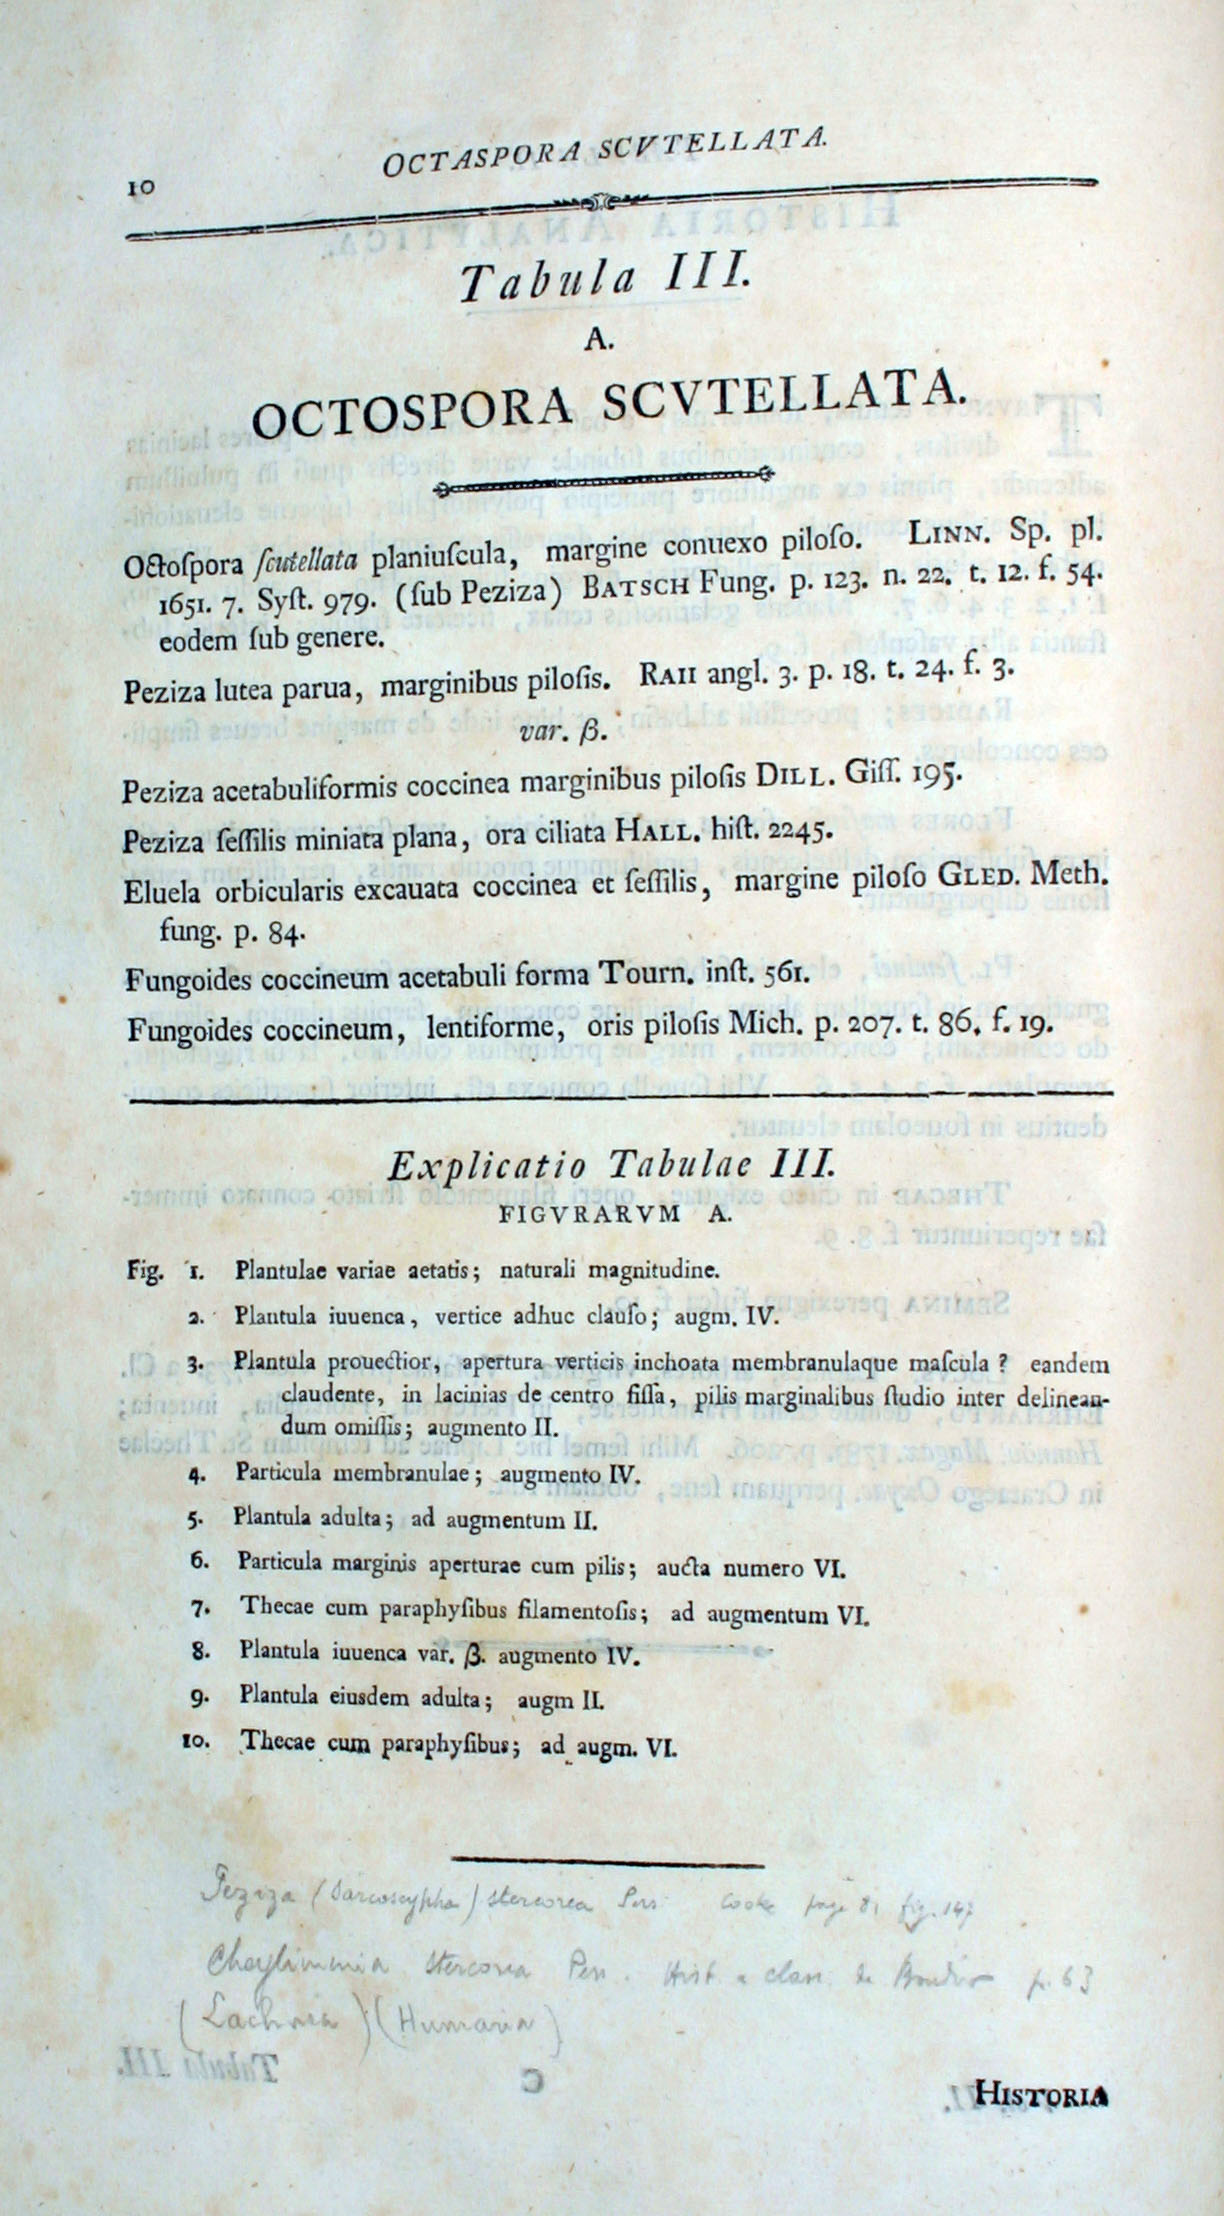 OCTASPORA SCVTELLATA.
10
Tabula III.
A.
OCTOSPORA SCVTELLATA.
Octoſpora ſcutellata planiuſcula, margine conuexo piloſo. LINN. Sp. pl.
1651. 7. Syſt. 979. (ſub Peziza) BATSCH Fung. p. 123. n. 22. t. 12. f. 54.
eodem ſub genere.
Peziza lutea parua, marginibus piloſis. RAII angl. 3. p. 18. t. 24. f. 3.
var. β.
Peziza acetabuliformis coccinea marginibus piloſis DILL. Giſſ. 195.
Peziza ſeſſilis miniata plana, ora ciliata HALL. hiſt. 2245.
Eluela orbicularis excauata coccinea et ſeſſilis, margine piloſo GLED. Meth.
fung. p. 84.
Fungoides coccineum acetabuli forma Tourn. inſt. 561.
Fungoides coccineum, lentiforme, oris piloſis Mich. p. 207. t. 86. f. 19.
Explicatio Tabulae III.
FIGVRARVM A.
Fig. 1. Plantulae variae aetatis; naturali magnitudine.
2. Plantula iuuenca, vertice adhuc clauſo; augm. IV.
3. Plantula prouectior, apertura verticis inchoata membranulaque maſcula? eandem
claudente, in lacinias de centro fiſſa, pilis marginalibus ſtudio inter delinean-
dum omiſſis; augmento II.
4. Particula membranulae; augmento IV.
5. Plantula adulta; ad augmentum II.
6. Particula marginis aperturae cum pilis; aucta numero VI.
7. Thecae cum paraphyſibus filamentoſis; ad augmentum VI.
8. Plantula iuuenca var. β. augmento IV.
9. Plantula eiusdem adulta; augm II.
10. Thecae cum paraphyſibus; ad augm. VI.
Peziza (Sarcoscypha) stercorea Pers Cooke page 81 fig. 147
stercorea Pers. Hist. clas. de p. 63
(Lachnea) (Humaria)
HISTORIA